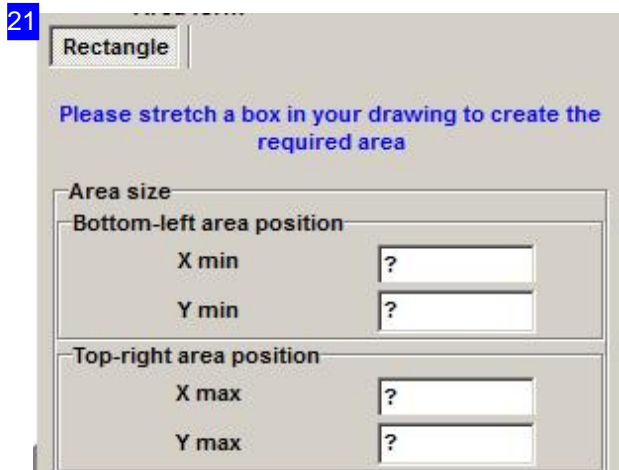 21
Rectangle
Please stretch a box in your drawing to create the
required area
Area size
Bottom-left area position
X min ?
Y min ?
Top-right area position
X max ?
Y max ?